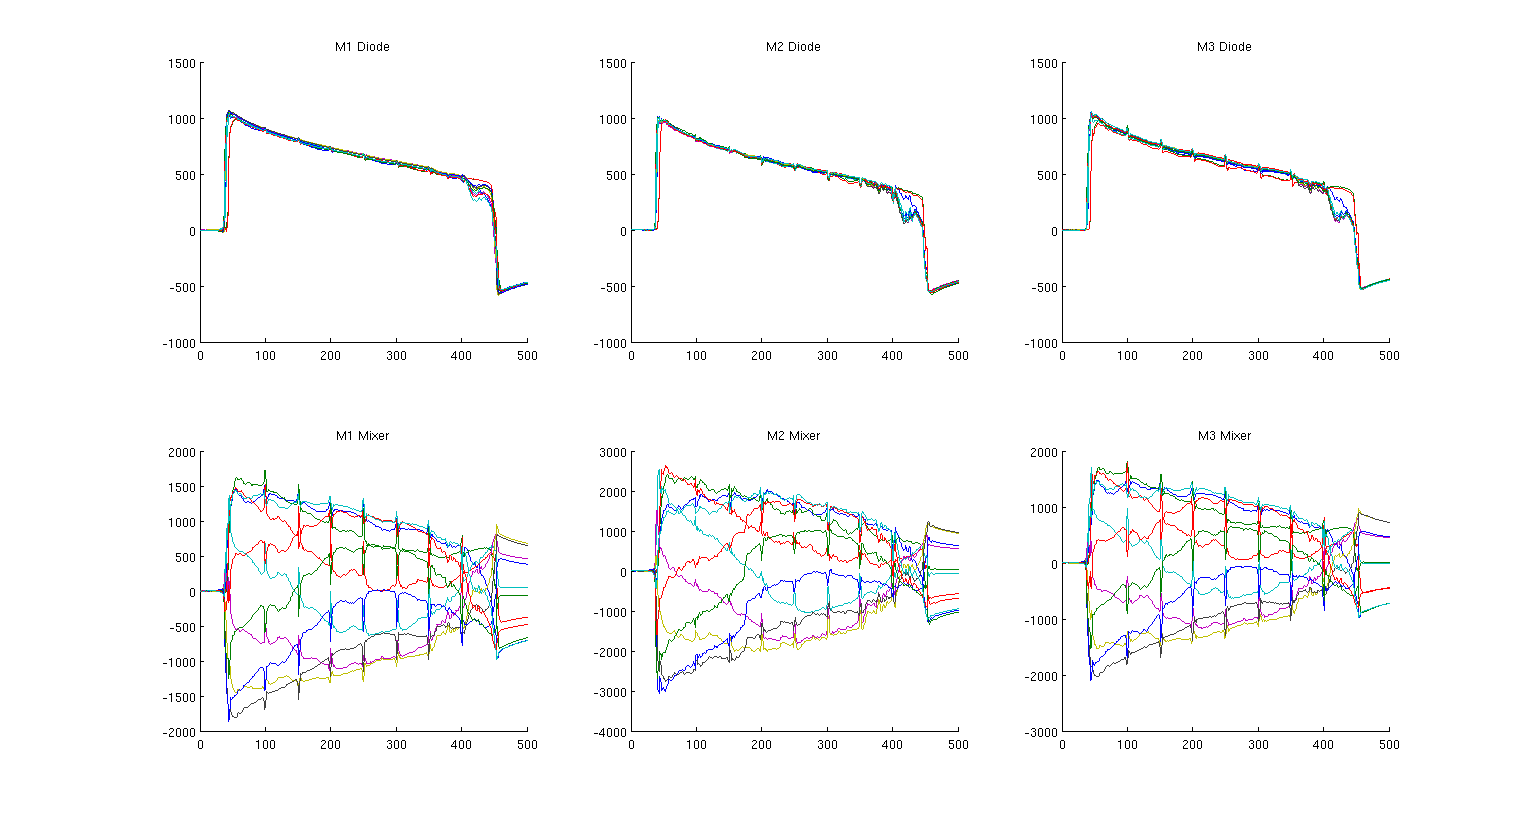 M1 Diode
M2 Diode
M3 Diode
1500 1500 1500
1000 1000 1000
500 500 500
0 0 0
-500 -500 -500
-1000 -1000 -1000
0 100 200 300 400 500 0 100 200 300 400 500 0 100 200 300 400 500
M1 Mixer
M2 Mixer
M3 Mixer
2000 3000 2000
1500 2000 1000
1000 1000 0
500 0 -1000
0 -1000 -2000
-500 -2000 -3000
-1000 -3000
-1500 -4000
-2000
0 100 200 300 400 500 0 100 200 300 400 500 0 100 200 300 400 500